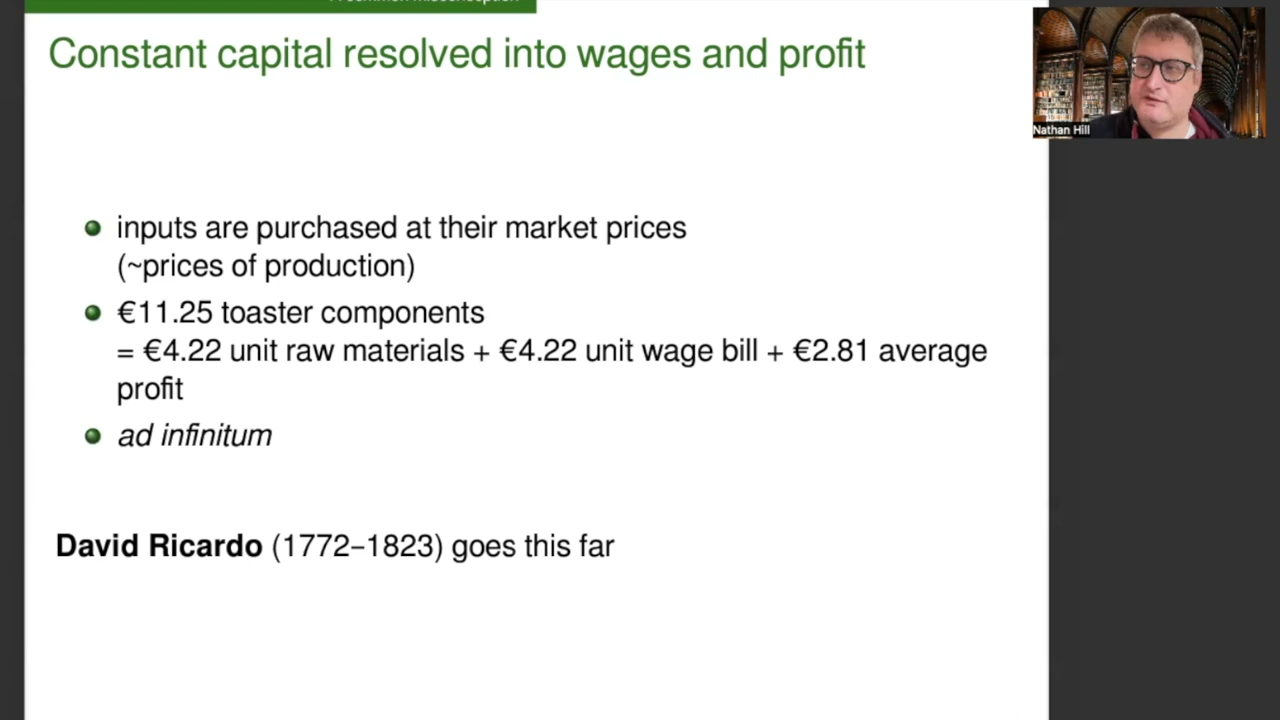 Constant capital resolved into wages and profit
Nathan Hill
inputs are purchased at their market prices
(~prices of production)
€11.25 toaster components
= €4.22 unit raw materials + €4.22 unit wage bill + €2.81 average
profit
ad infinitum
David Ricardo (1772–1823) goes this far